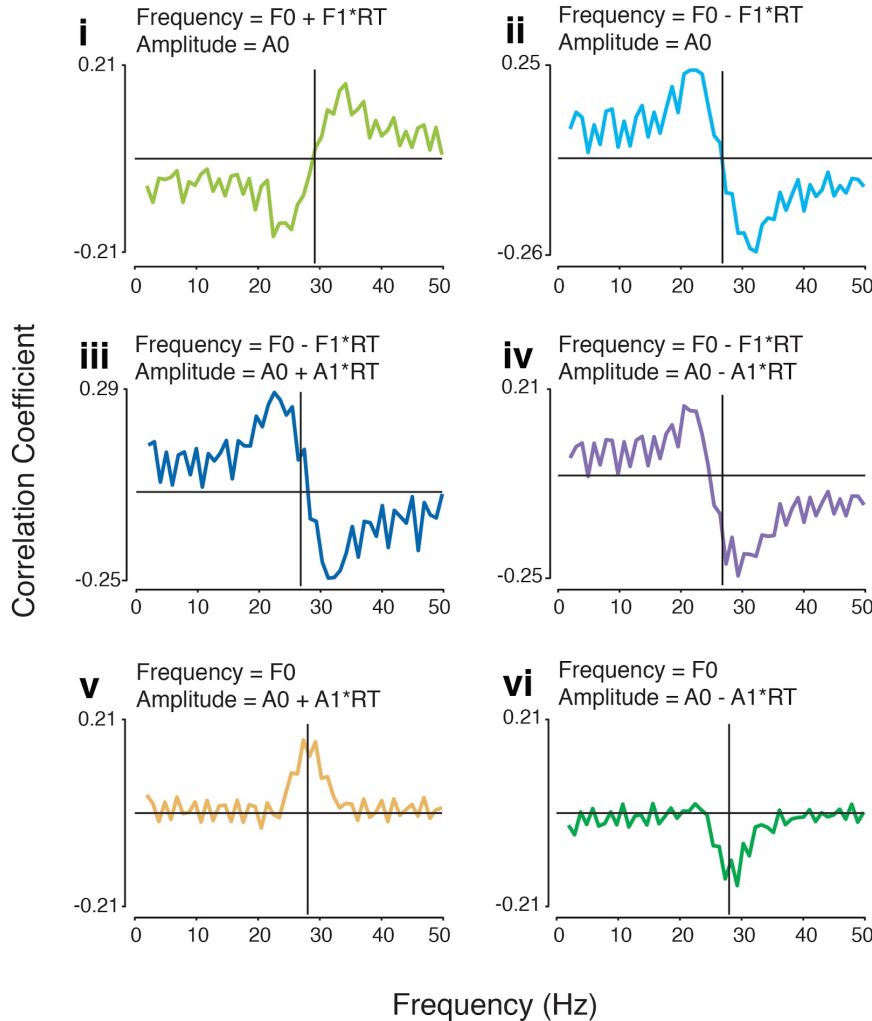 i
Frequency = F0 + F1*RT
Amplitude = A0
0.21
-0.21
0 10 20 30 40 50
ii
Frequency = F0 - F1*RT
Amplitude = A0
0.25
-0.26
0 10 20 30 40 50
iii
Frequency = F0 - F1*RT
Amplitude = A0 + A1*RT
0.29
-0.25
0 10 20 30 40 50
iv
Frequency = F0 - F1*RT
Amplitude = A0 - A1*RT
0.21
-0.25
0 10 20 30 40 50
v
Frequency = F0
Amplitude = A0 + A1*RT
0.21
-0.21
0 10 20 30 40 50
vi
Frequency = F0
Amplitude = A0 - A1*RT
0.21
-0.21
0 10 20 30 40 50
Correlation Coefficient
Frequency (Hz)